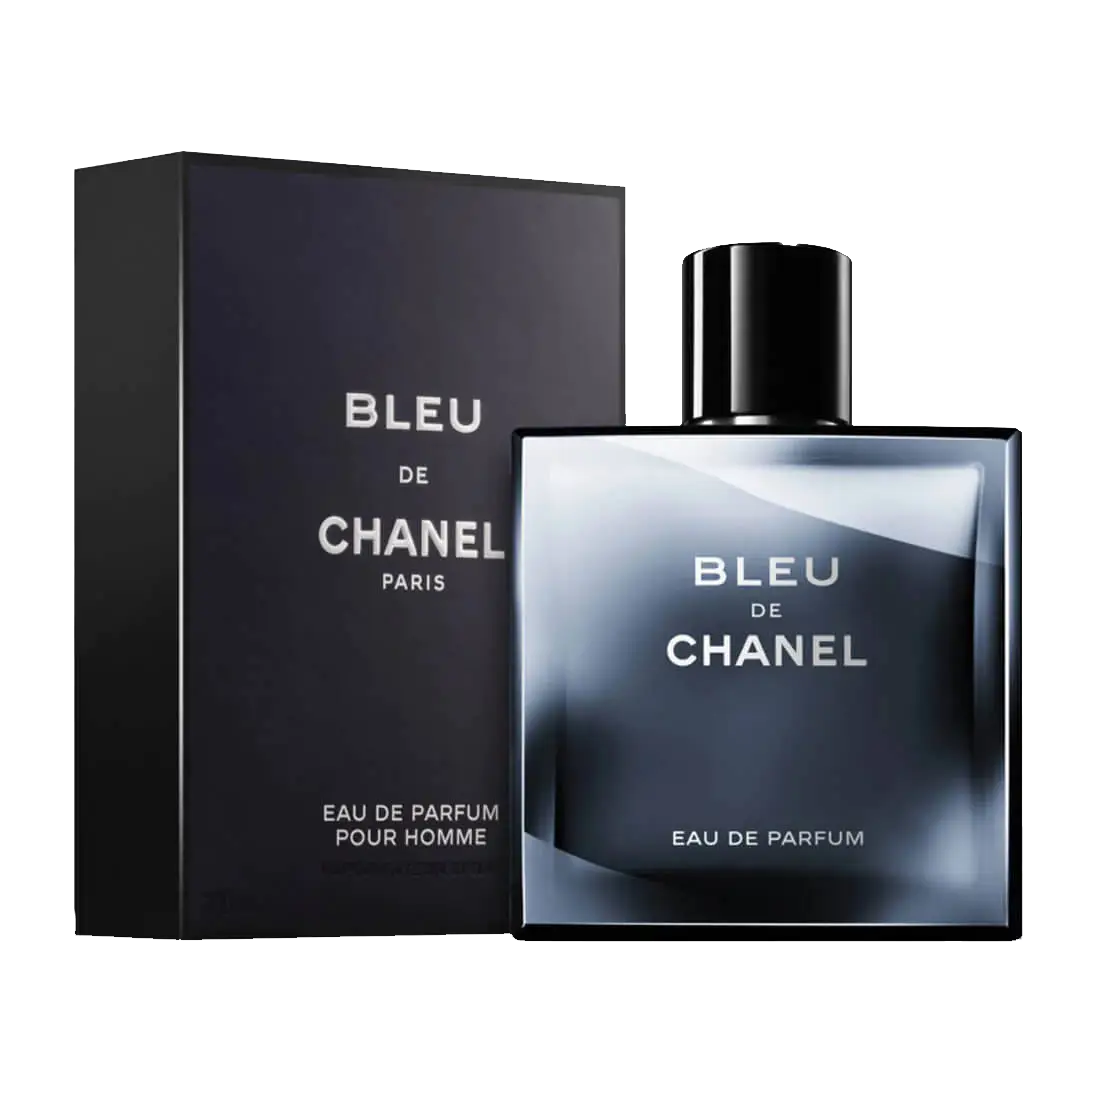 BLEU
DE
CHANEL
PARIS
EAU DE PARFUM
POUR HOMME
BLEU
DE
CHANEL
EAU DE PARFUM